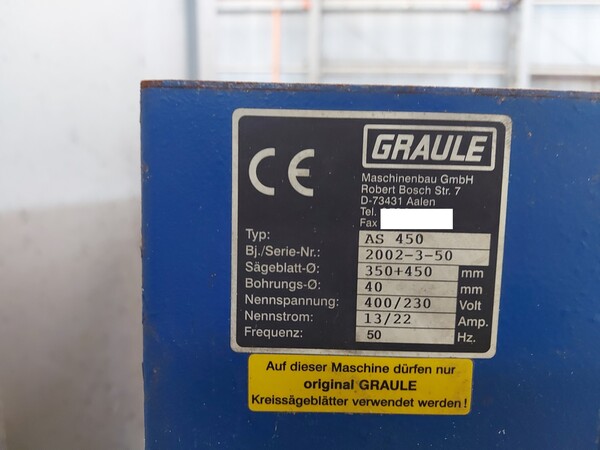 CE
GRAULE
Maschinenbau GmbH
Robert Bosch Str. 7
D-73431 Aalen
Tel.
Fax
Typ: AS 450
Bj./Serie-Nr.: 2002-3-50
Sägeblatt-Ø: 350+450 mm
Bohrungs-Ø: 40 mm
Nennspannung: 400/230 Volt
Nennstrom: 13/22 Amp.
Frequenz: 50 Hz.
Auf dieser Maschine dürfen nur
original GRAULE
Kreissägeblätter verwendet werden!